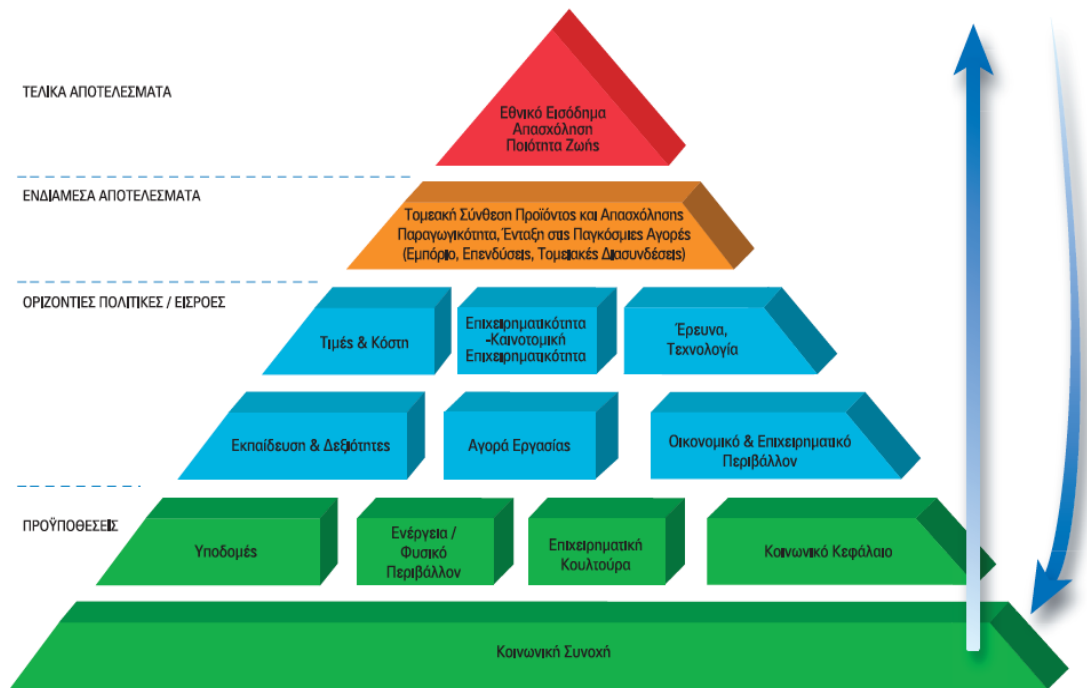 ΤΕΛΙΚΑ ΑΠΟΤΕΛΕΣΜΑΤΑ
Εθνικό Εισόδημα
Απασχόληση
Ποιότητα Ζωής
ΕΝΔΙΑΜΕΣΑ ΑΠΟΤΕΛΕΣΜΑΤΑ
Τομεακή Σύνθεση Προϊόντος και Απασχόλησης
Παραγωγικότητα, Ένταξη στις Παγκόσμιες Αγορές
(Εμπόριο, Επενδύσεις, Τομειακές Διασυνδέσεις)
ΟΡΙΖΟΝΤΙΕΣ ΠΟΛΙΤΙΚΕΣ / ΕΙΣΡΟΕΣ
Τιμές & Κόστη
Επιχειρηματικότητα
-Καινοτομική
Επιχειρηματικότητα
Έρευνα,
Τεχνολογία
Εκπαίδευση & Δεξιότητες
Αγορά Εργασίας
Οικονομικό & Επιχειρηματικό
Περιβάλλον
ΠΡΟΫΠΟΘΕΣΕΙΣ
Υποδομές
Ενέργεια /
Φυσικό
Περιβάλλον
Επιχειρηματική
Κουλτούρα
Κοινωνικό Κεφάλαιο
Κοινωνική Συνοχή